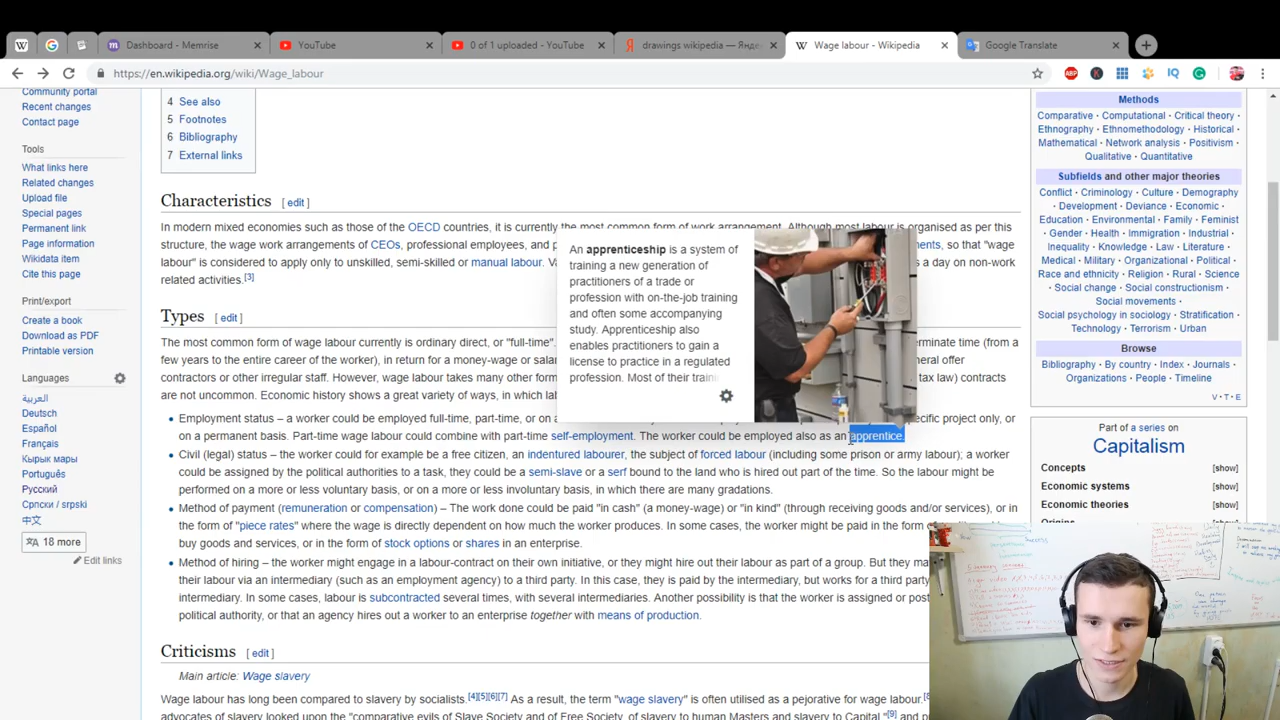 Dashboard - Memrise
YouTube
0 of 1 uploaded - YouTube
drawings wikipedia — Янде
Wage labour - Wikipedia
Google Translate
https://en.wikipedia.org/wiki/Wage_labour
Community portal
Recent changes
Contact page
Tools
What links here
Related changes
Upload file
Special pages
Permanent link
Page information
Wikidata item
Cite this page
Print/export
Create a book
Download as PDF
Printable version
Languages
العربية
Deutsch
Español
Français
Кырык мары
Português
Русский
Српски / srpski
中文
18 more
Edit links
4 See also
5 Footnotes
6 Bibliography
7 External links
Characteristics [ edit ]
In modern mixed economies such as those of the OECD countries, it is currently the most common form of work arrangement. Although most labour is organised as per this
structure, the wage work arrangements of CEOs, professional employees, and p
ments, so that "wage
labour" is considered to apply only to unskilled, semi-skilled or manual labour. Va
s a day on non-work
related activities.[3]
An apprenticeship is a system of
training a new generation of
practitioners of a trade or
profession with on-the-job training
and often some accompanying
study. Apprenticeship also
enables practitioners to gain a
license to practice in a regulated
profession. Most of their traini
Types [ edit ]
The most common form of wage labour currently is ordinary direct, or "full-time".
erminate time (from a
few years to the entire career of the worker), in return for a money-wage or salar
neral offer
contractors or other irregular staff. However, wage labour takes many other form
tax law) contracts
are not uncommon. Economic history shows a great variety of ways, in which lab
• Employment status – a worker could be employed full-time, part-time, or on a
ecific project only, or
on a permanent basis. Part-time wage labour could combine with part-time self-employment. The worker could be employed also as an apprentice.
• Civil (legal) status – the worker could for example be a free citizen, an indentured labourer, the subject of forced labour (including some prison or army labour); a worker
could be assigned by the political authorities to a task, they could be a semi-slave or a serf bound to the land who is hired out part of the time. So the labour might be
performed on a more or less voluntary basis, or on a more or less involuntary basis, in which there are many gradations.
• Method of payment (remuneration or compensation) – The work done could be paid "in cash" (a money-wage) or "in kind" (through receiving goods and/or services), or in
the form of "piece rates" where the wage is directly dependent on how much the worker produces. In some cases, the worker might be paid in the form
buy goods and services, or in the form of stock options or shares in an enterprise.
• Method of hiring – the worker might engage in a labour-contract on their own initiative, or they might hire out their labour as part of a group. But they ma
their labour via an intermediary (such as an employment agency) to a third party. In this case, they is paid by the intermediary, but works for a third party
intermediary. In some cases, labour is subcontracted several times, with several intermediaries. Another possibility is that the worker is assigned or post
political authority, or that an agency hires out a worker to an enterprise together with means of production.
Criticisms [ edit ]
Main article: Wage slavery
Wage labour has long been compared to slavery by socialists.[4][5][6][7] As a result, the term "wage slavery" is often utilised as a pejorative for wage labour.[8
advocates of slavery looked upon the "comparative evils of Slave Society and of Free Society, of slavery to human Masters and slavery to Capital,"[9] and p
Methods
Comparative · Computational · Critical theory ·
Ethnography · Ethnomethodology · Historical ·
Mathematical · Network analysis · Positivism ·
Qualitative · Quantitative
Subfields and other major theories
Conflict · Criminology · Culture · Demography
· Development · Deviance · Economic ·
Education · Environmental · Family · Feminist
· Gender · Health · Immigration · Industrial ·
Inequality · Knowledge · Law · Literature ·
Medical · Military · Organizational · Political ·
Race and ethnicity · Religion · Rural · Science
· Social change · Social constructionism ·
Social movements ·
Social psychology in sociology · Stratification ·
Technology · Terrorism · Urban
Browse
Bibliography · By country · Index · Journals ·
Organizations · People · Timeline
V · T · E
Part of a series on
Capitalism
Concepts [show]
Economic systems [show]
Economic theories [show]